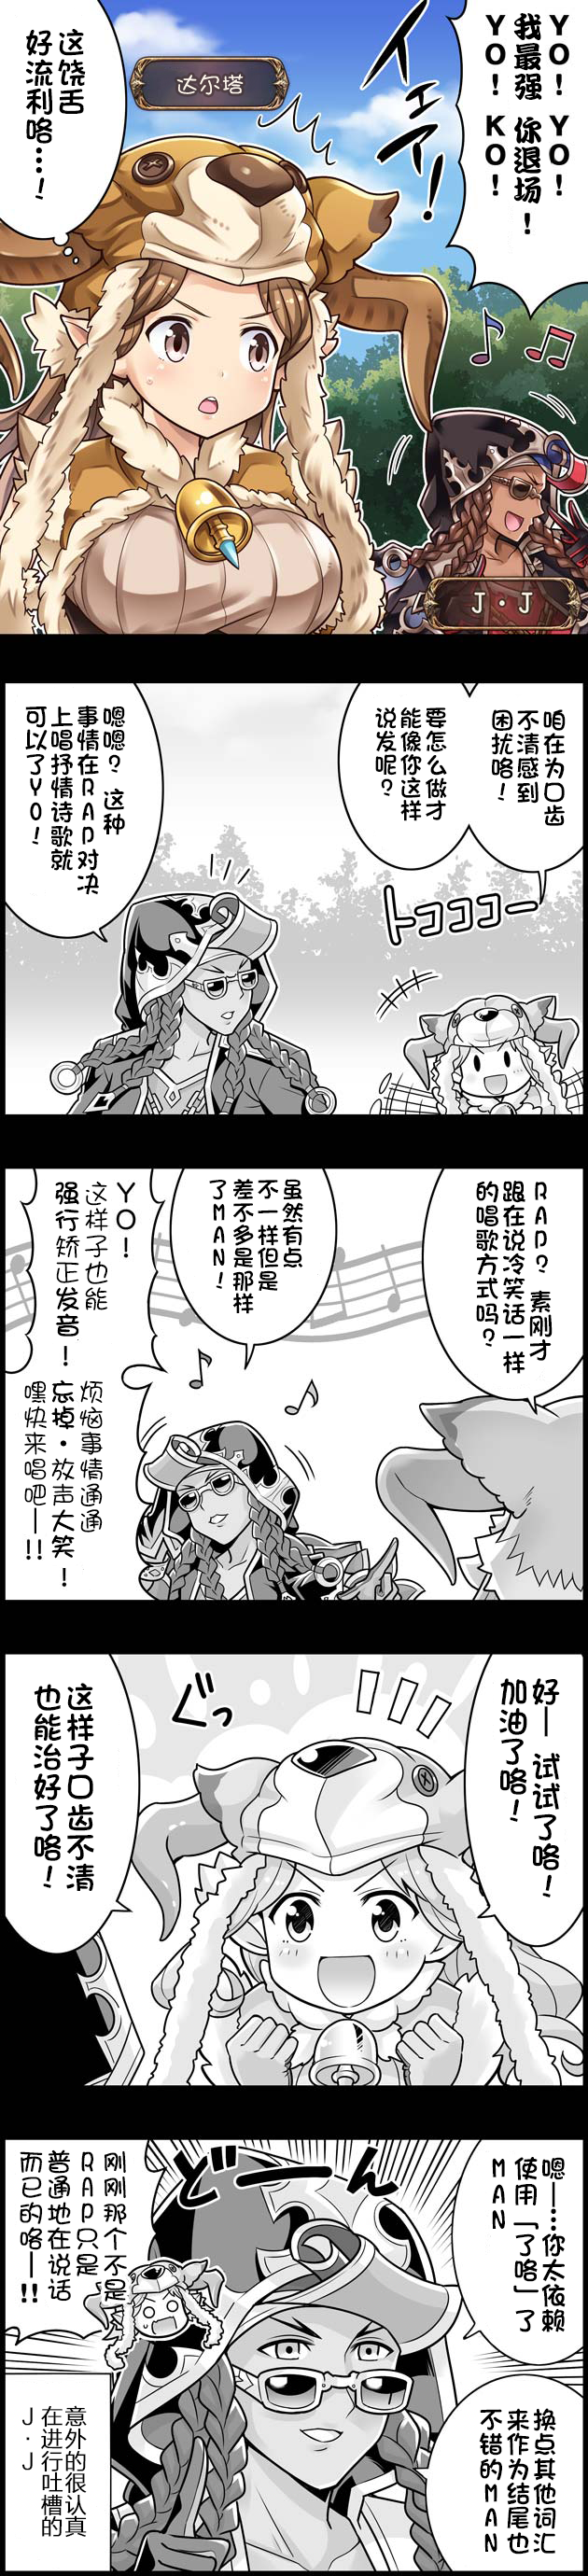 YO! YO!
我最强 你退场!
YO! KO!
イェアー!
达尔塔
这饶舌
好流利咯…!
J・J
咱在为口齿
不清感到
困扰咯!
要怎么做才
能像你这样
说发呢?
嗯嗯? 这种
事情在RAP对决
上唱抒情诗歌就
可以了YO!
トコココー
RAP? 素刚才
跟在说冷笑话一样
的唱歌方式吗?
虽然有点
不一样但是
差不多是那样
了MAN!
YO!
这样子也能
强行矫正发音!
烦恼事情通通
忘掉・放声大笑!
嘿快来唱吧—!!
好— 试试了咯!
加油了咯!
ぐっ
这样子口齿不清
也能治好了咯!
嗯—…你太依赖
使用「了咯」了
MAN
どーーん
刚刚那个不是
RAP只是
普通地在说话
而已的咯—!!
换点其他词汇
来作为结尾也
不错的MAN
意外的很认真
在进行吐槽的
J・J